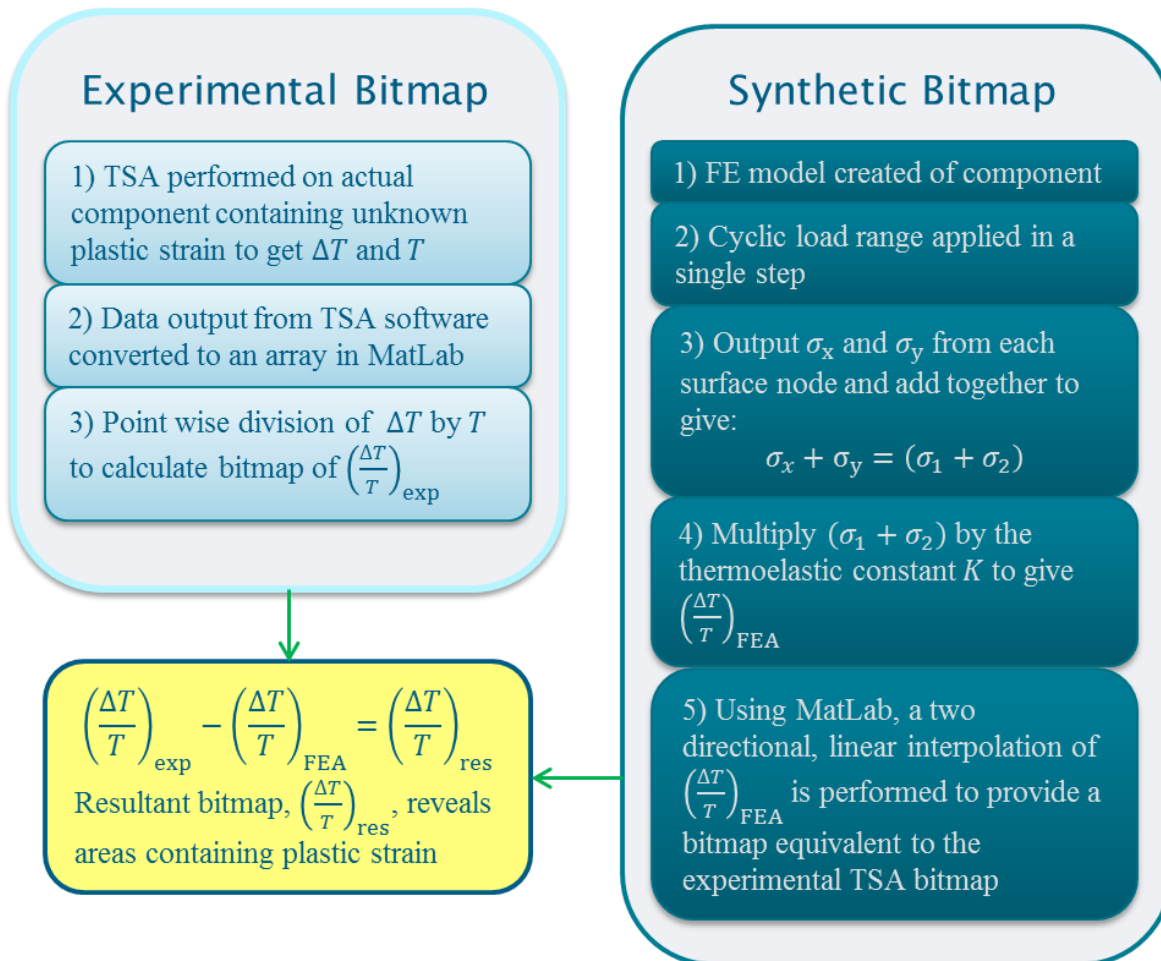 Experimental Bitmap
1) TSA performed on actual
component containing unknown
plastic strain to get ΔT and T
2) Data output from TSA software
converted to an array in MatLab
3) Point wise division of ΔT by T
to calculate bitmap of (ΔT/T)exp
(ΔT/T)exp − (ΔT/T)FEA = (ΔT/T)res
Resultant bitmap, (ΔT/T)res, reveals
areas containing plastic strain
Synthetic Bitmap
1) FE model created of component
2) Cyclic load range applied in a
single step
3) Output σx and σy from each
surface node and add together to
give:
σx + σy = (σ1 + σ2)
4) Multiply (σ1 + σ2) by the
thermoelastic constant K to give
(ΔT/T)FEA
5) Using MatLab, a two
directional, linear interpolation of
(ΔT/T)FEA is performed to provide a
bitmap equivalent to the
experimental TSA bitmap